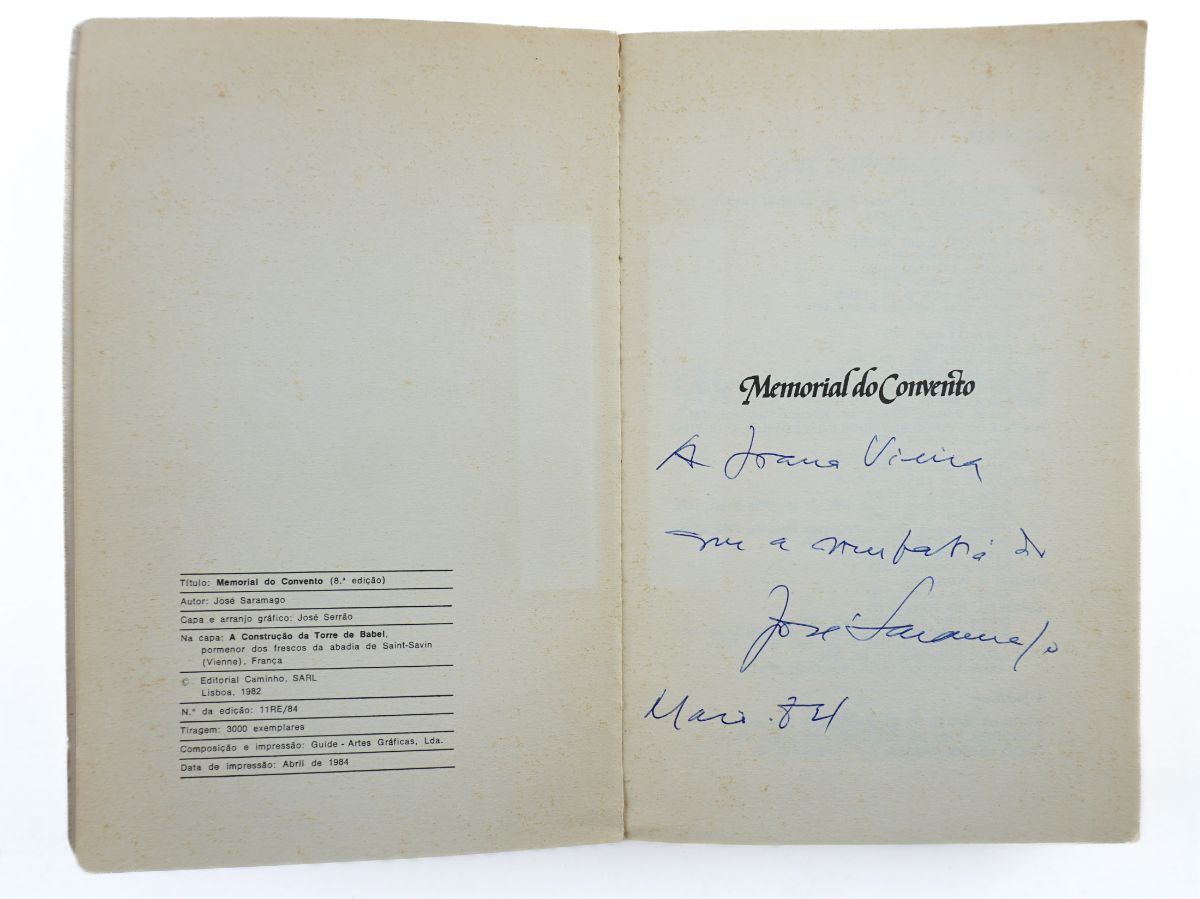 Título: Memorial do Convento (8.ª edição)
Autor: José Saramago
Capa e arranjo gráfico: José Serrão
Na capa: A Construção da Torre de Babel,
pormenor dos frescos da abadia de Saint-Savin
(Vienne), França
© Editorial Caminho, SARL
Lisboa, 1982
N.º da edição: 11RE/84
Tiragem: 3000 exemplares
Composição e impressão: Guide - Artes Gráficas, Lda.
Data de impressão: Abril de 1984
Memorial do Convento
A Joana Vieira
com a simpatia de
José Saramago
Maio 84